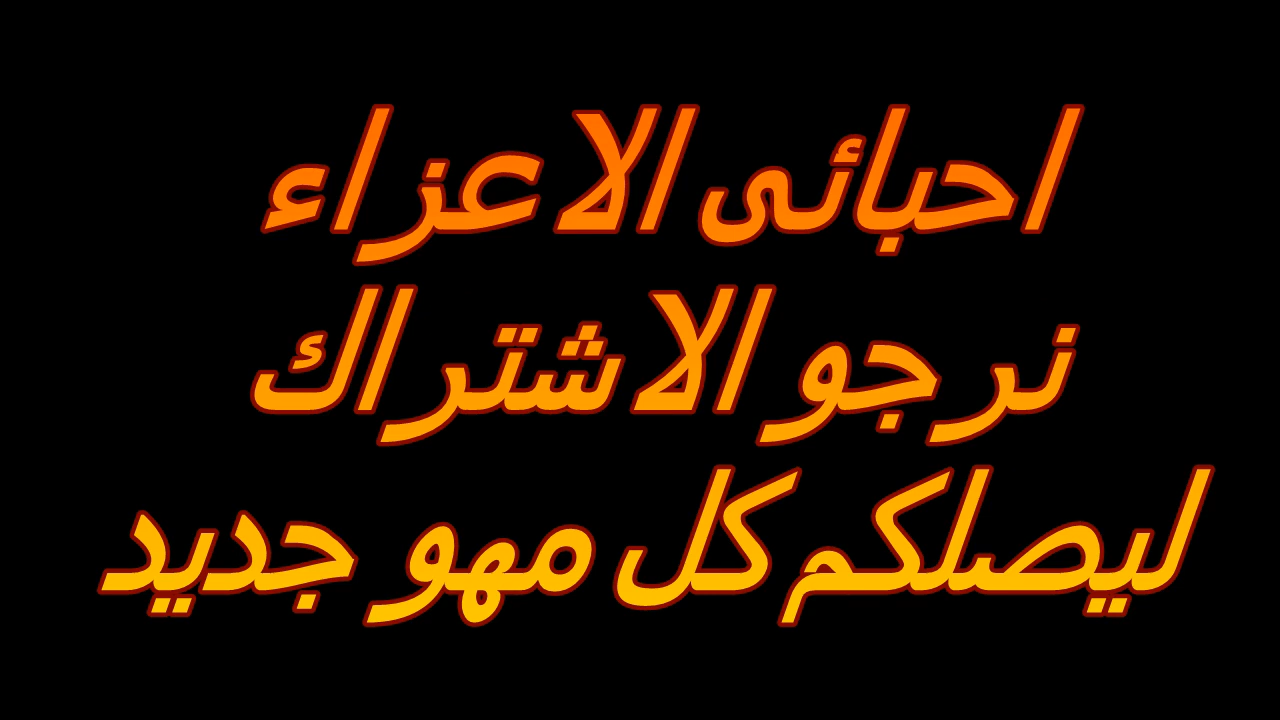 احبائى الاعزاء
نرجو الاشتراك
ليصلكم كل مهو جديد